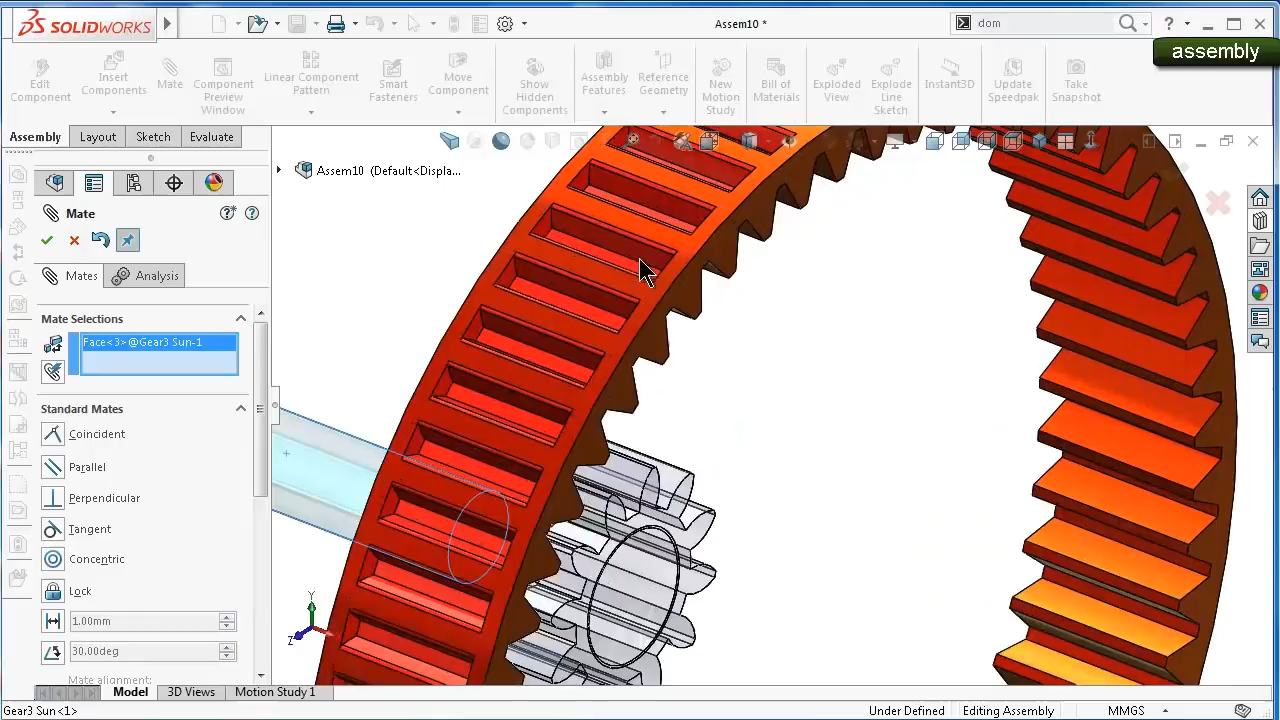 SOLIDWORKS
Assem10 *
dom
?
assembly
Edit Component
Insert Components
Mate
Component Preview Window
Linear Component Pattern
Smart Fasteners
Move Component
Show Hidden Components
Assembly Features
Reference Geometry
New Motion Study
Bill of Materials
Exploded View
Explode Line Sketch
Instant3D
Update Speedpak
Take Snapshot
Assembly
Layout
Sketch
Evaluate
Assem10 (Default<Displa...
Mate
Mates
Analysis
Mate Selections
Face<3>@Gear3 Sun-1
Standard Mates
Coincident
Parallel
Perpendicular
Tangent
Concentric
Lock
1.00mm
30.00deg
Mate alignment:
Y
Z
Model
3D Views
Motion Study 1
Gear3 Sun<1>
Under Defined
Editing Assembly
MMGS